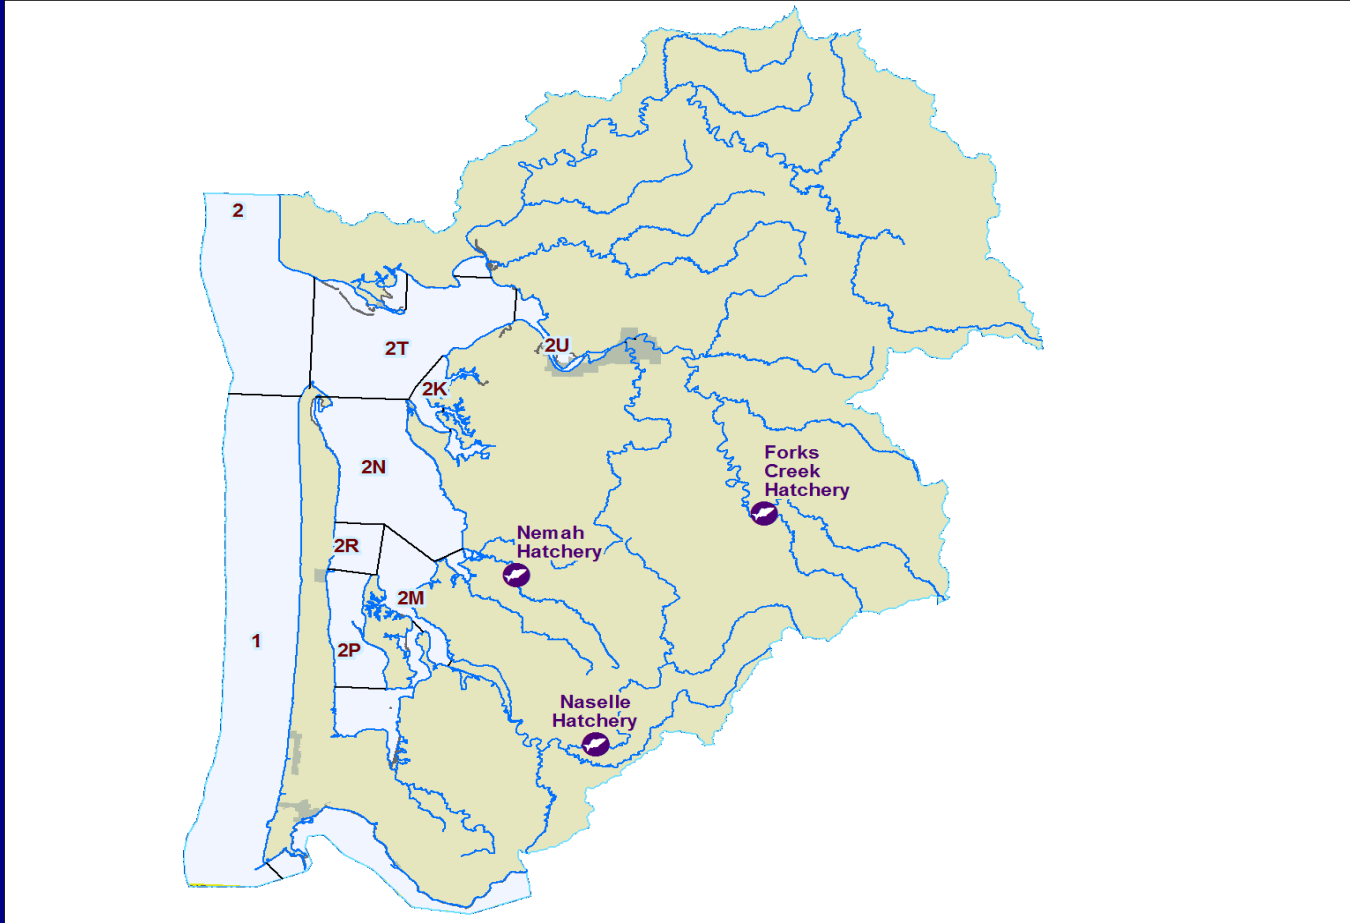 2
2T
2U
2K
2N
Forks
Creek
Hatchery
Nemah
Hatchery
2R
2M
1
2P
Naselle
Hatchery